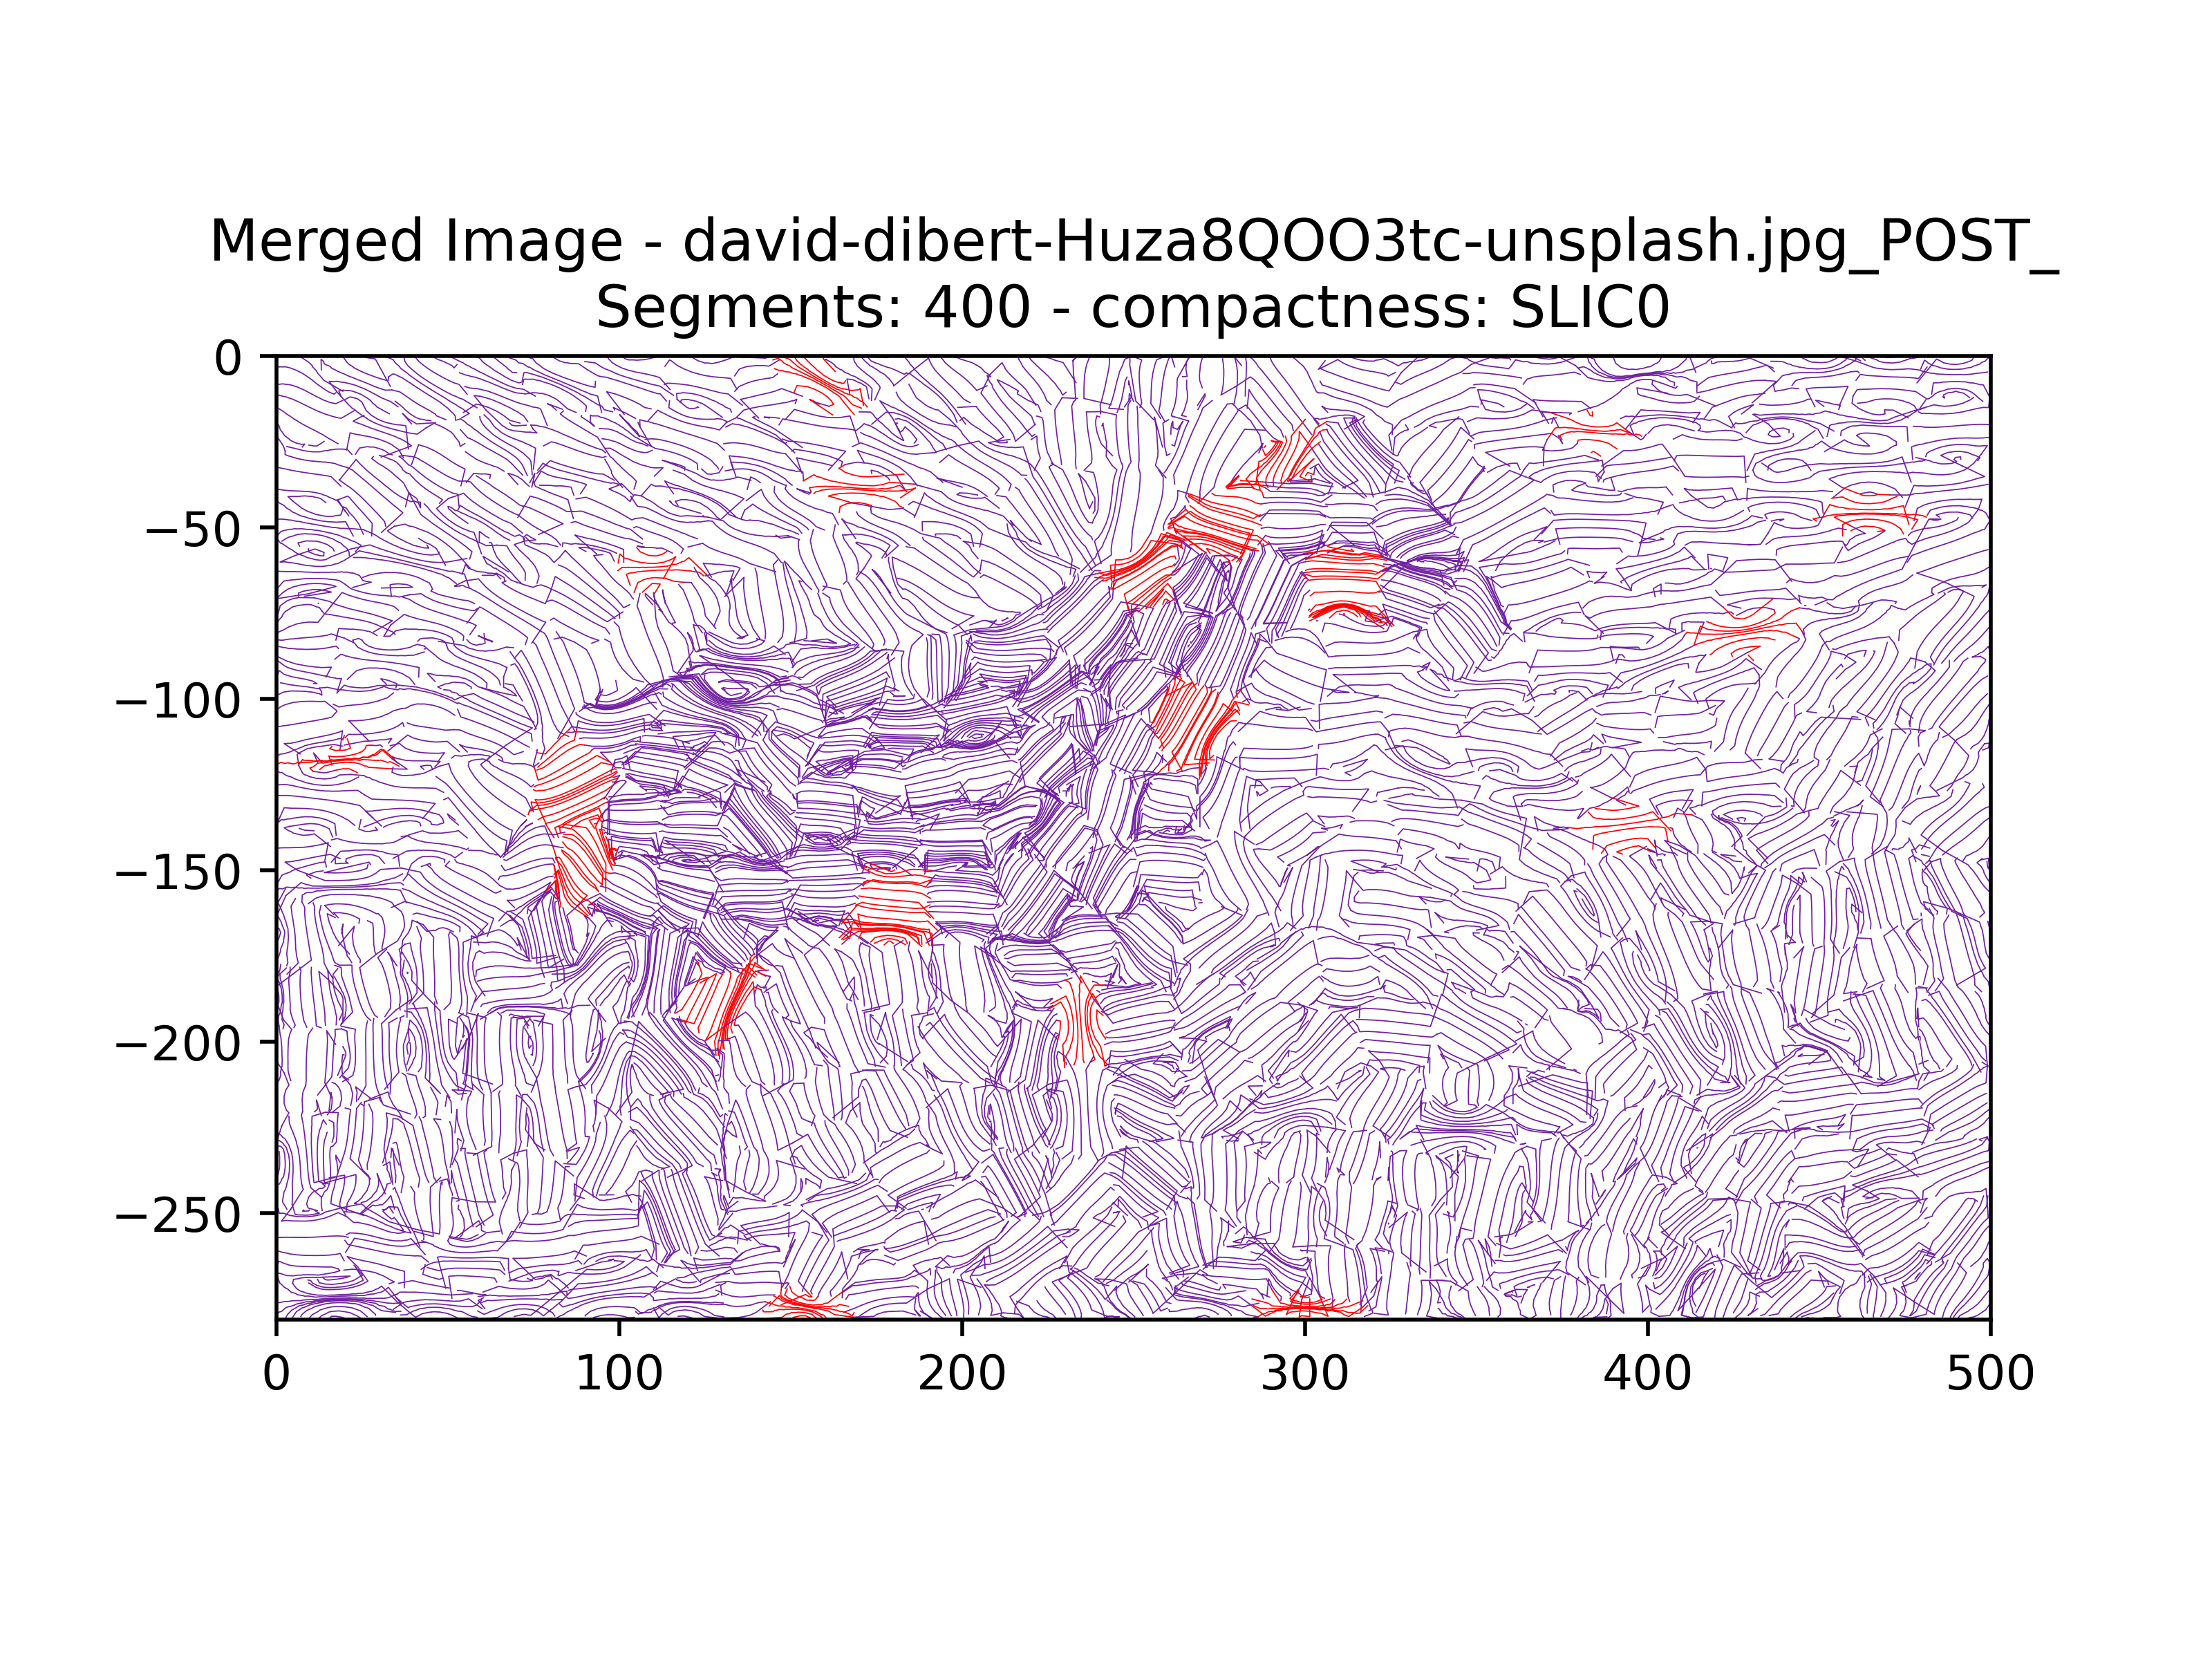 Merged Image - david-dibert-Huza8QOO3tc-unsplash.jpg_POST_
Segments: 400 - compactness: SLIC0
0
−50
−100
−150
−200
−250
0 100 200 300 400 500